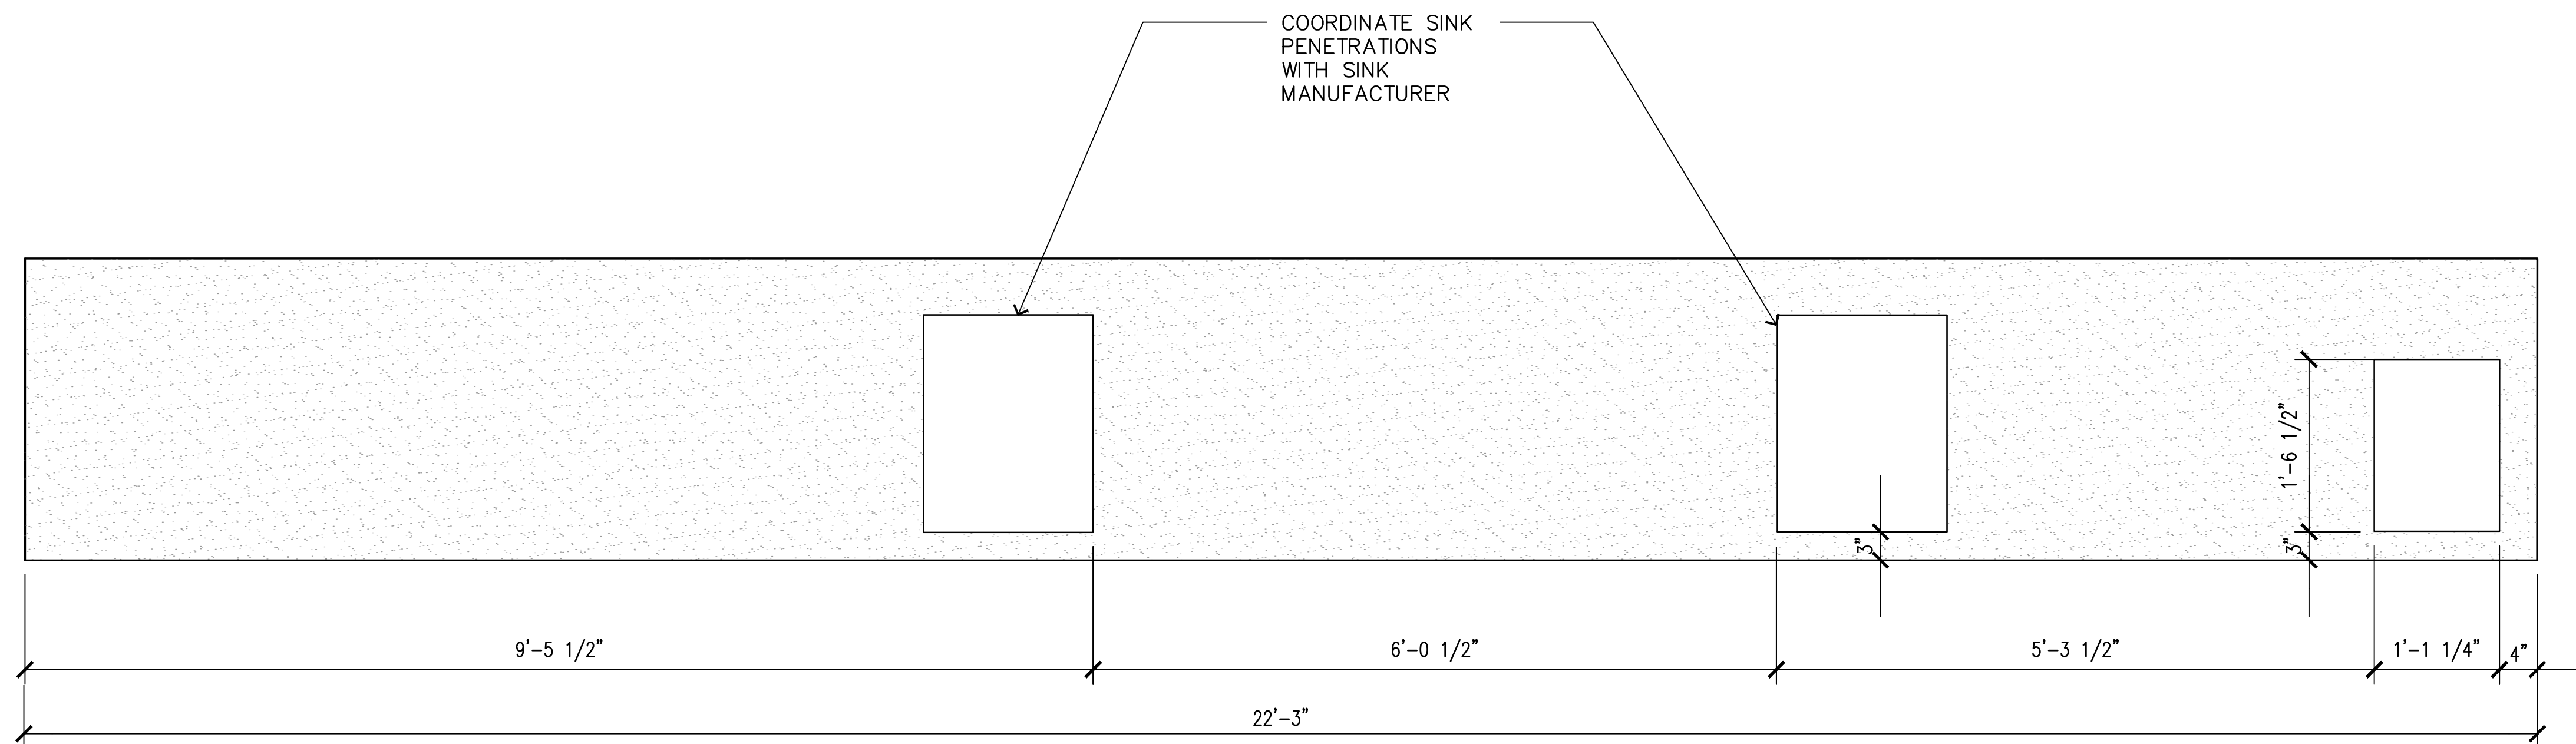 COORDINATE SINK
PENETRATIONS
WITH SINK
MANUFACTURER
1'-6 1/2"
3"
3"
9'-5 1/2"
6'-0 1/2"
5'-3 1/2"
1'-1 1/4"
4"
22'-3"